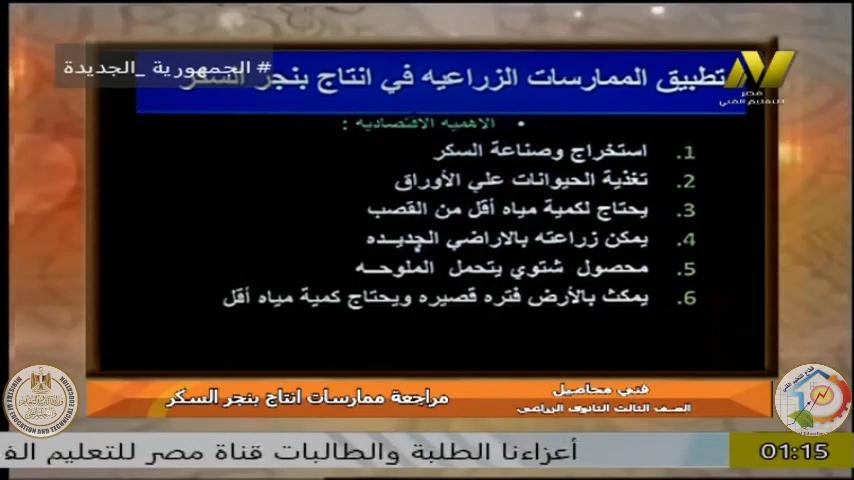 # الجمهورية _الجديدة
تطبيق الممارسات الزراعيه في انتاج بنجر السكر
مصر
للتعليم الفني
• الاهميه الاقتصاديه :
1. استخراج وصناعة السكر
2. تغذية الحيوانات علي الأوراق
3. يحتاج لكمية مياه أقل من القصب
4. يمكن زراعته بالاراضي الجديده
5. محصول شتوي يتحمل الملوحه
6. يمكث بالأرض فتره قصيره ويحتاج كمية مياه أقل
فني محاصيل
الصف الثالث الثانوي الزراعي
مراجعة ممارسات انتاج بنجر السكر
أعزاءنا الطلبة والطالبات قناة مصر للتعليم
01:15